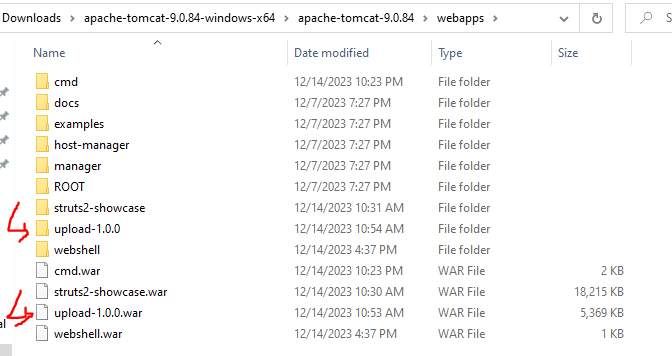 Downloads > apache-tomcat-9.0.84-windows-x64 > apache-tomcat-9.0.84 > webapps
Name Date modified Type Size
cmd 12/14/2023 10:23 PM File folder
docs 12/7/2023 7:27 PM File folder
examples 12/7/2023 7:27 PM File folder
host-manager 12/7/2023 7:27 PM File folder
manager 12/7/2023 7:27 PM File folder
ROOT 12/7/2023 7:27 PM File folder
struts2-showcase 12/14/2023 10:31 AM File folder
upload-1.0.0 12/14/2023 10:54 AM File folder
webshell 12/14/2023 4:37 PM File folder
cmd.war 12/14/2023 10:23 PM WAR File 2 KB
struts2-showcase.war 12/14/2023 10:30 AM WAR File 18,215 KB
upload-1.0.0.war 12/14/2023 10:53 AM WAR File 5,369 KB
webshell.war 12/14/2023 4:37 PM WAR File 1 KB